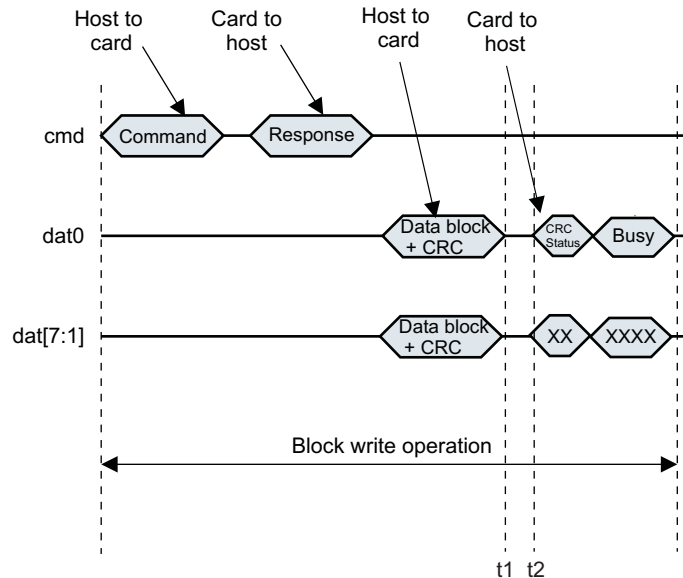 Host to
card
Card to
host
Host to
card
Card to
host
cmd
Command
Response
dat0
Data block
+ CRC
CRC
Status
Busy
dat[7:1]
Data block
+ CRC
XX
XXXX
Block write operation
t1
t2